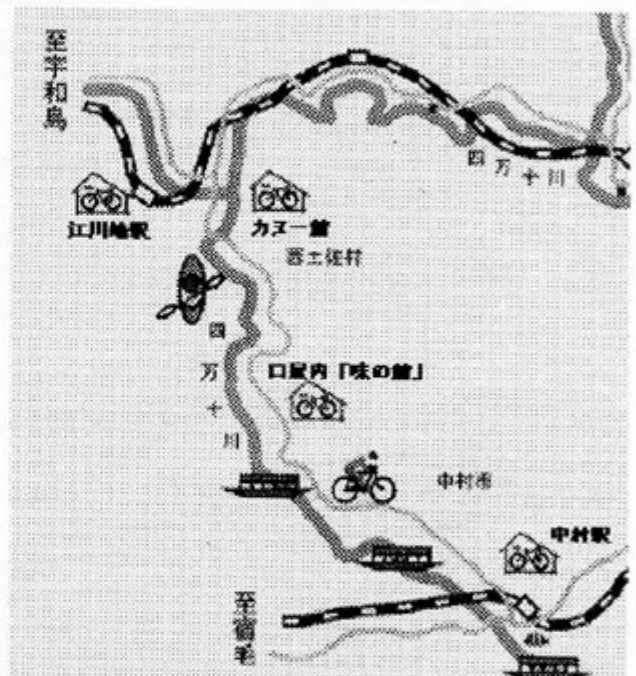 至宇和島
四万十川
江川崎駅
カヌー館
西土佐村
四万十川
口屋内「味の館」
中村市
中村駅
至宿毛